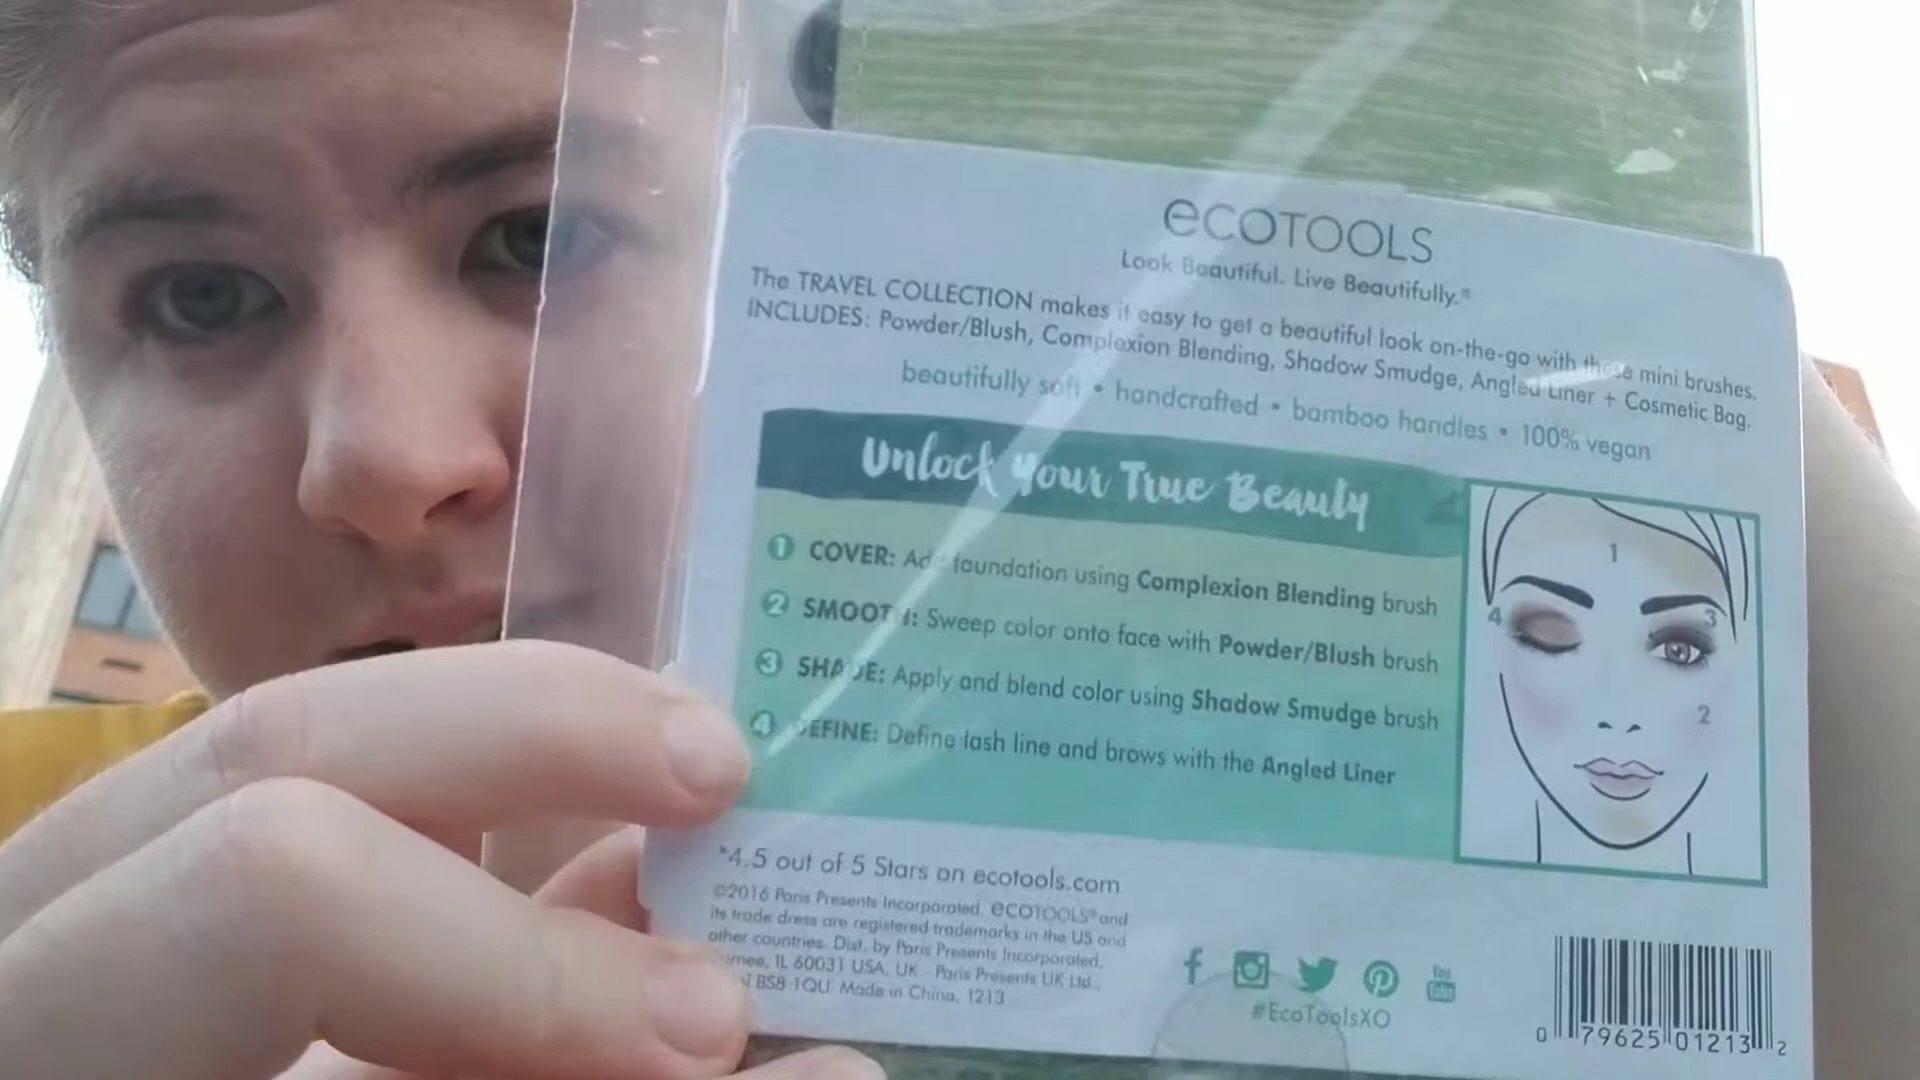 ecoTOOLS
Look Beautiful. Live Beautifully.®
The TRAVEL COLLECTION makes it easy to get a beautiful look on-the-go with these mini brushes.
INCLUDES: Powder/Blush, Complexion Blending, Shadow Smudge, Angled Liner + Cosmetic Bag.
beautifully soft • handcrafted • bamboo handles • 100% vegan
Unlock Your True Beauty
1 COVER: Add foundation using Complexion Blending brush
2 SMOOTH: Sweep color onto face with Powder/Blush brush
3 SHADE: Apply and blend color using Shadow Smudge brush
4 DEFINE: Define lash line and brows with the Angled Liner
1
4
3
2
*4.5 out of 5 Stars on ecotools.com
©2016 Paris Presents Incorporated. ecoTOOLS® and
its trade dress are registered trademarks in the US and
other countries. Dist. by Paris Presents Incorporated,
IL 60031 USA, UK - Paris Presents UK Ltd.,
BS8 1QU. Made in China. 1213
You
Tube
#EcoToolsXO
0 79625 01213 2